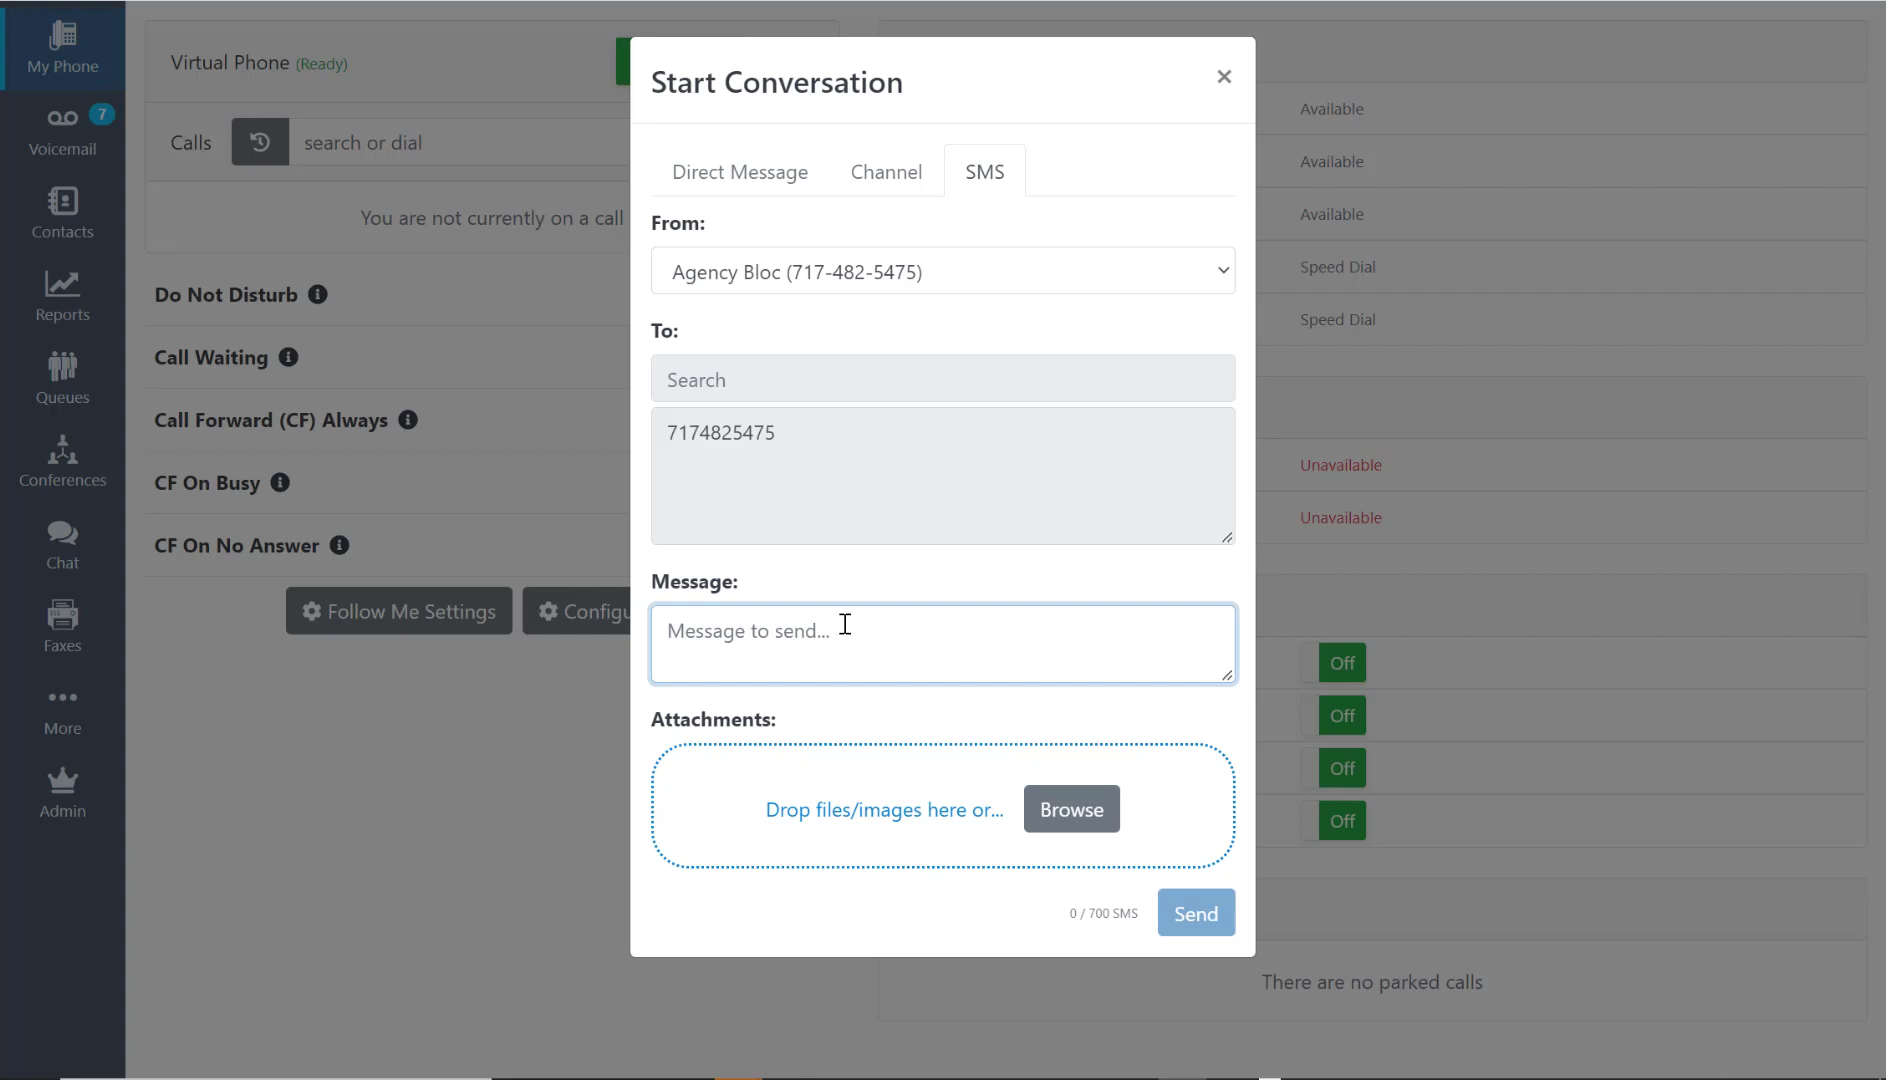 My Phone
7
Voicemail
Contacts
Reports
Queues
Conferences
Chat
Faxes
More
Admin
Virtual Phone (Ready)
Calls
search or dial
You are not currently on a call
Do Not Disturb
Call Waiting
Call Forward (CF) Always
CF On Busy
CF On No Answer
Follow Me Settings
Start Conversation
×
Direct Message
Channel
SMS
From:
Agency Bloc (717-482-5475)
To:
Search
7174825475
Message:
Message to send...
Attachments:
Drop files/images here or...
Browse
0 / 700 SMS
Send
Available
Available
Available
Speed Dial
Speed Dial
Unavailable
Unavailable
Off
Off
Off
Off
There are no parked calls